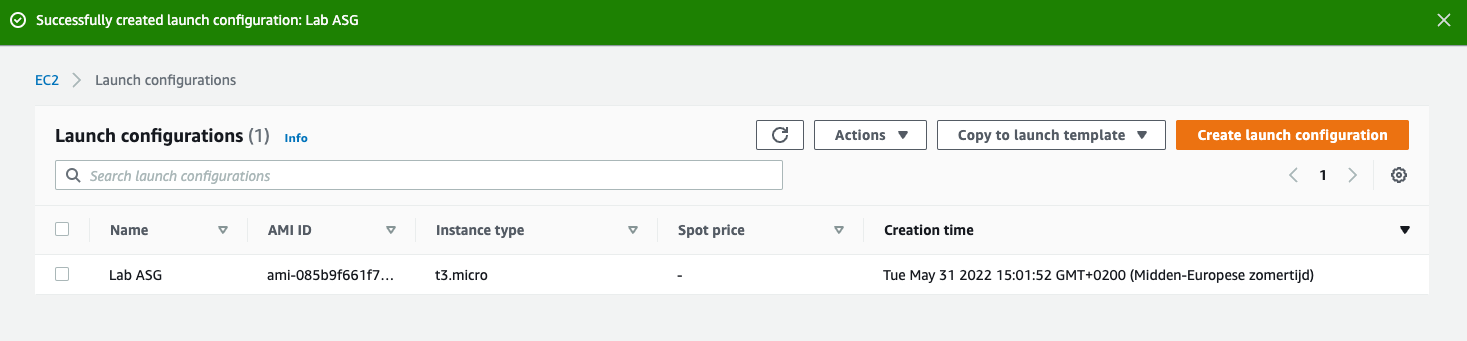 Successfully created launch configuration: Lab ASG
EC2 Launch configurations
Launch configurations (1) Info
Actions Copy to launch template Create launch configuration
Search launch configurations 1
Name AMI ID Instance type Spot price Creation time
Lab ASG ami-085b9f661f7... t3.micro - Tue May 31 2022 15:01:52 GMT+0200 (Midden-Europese zomertijd)